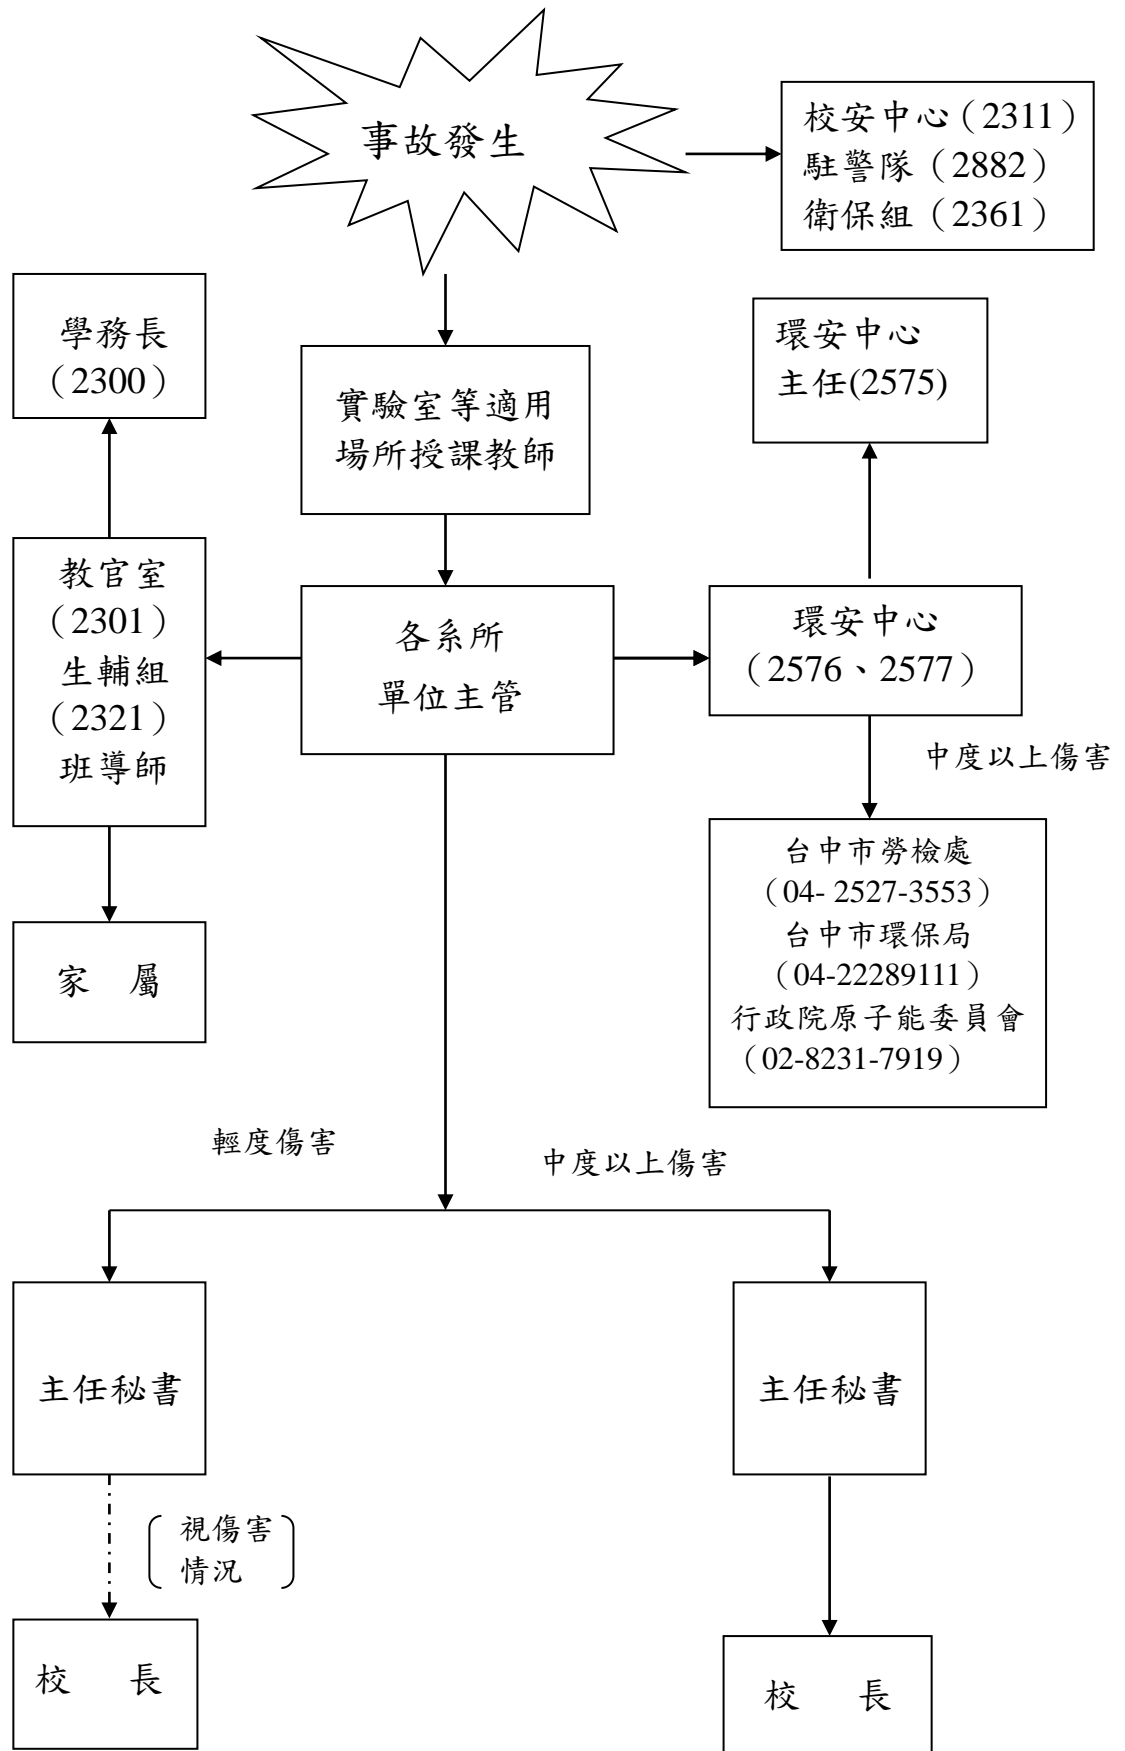 事故發生
校安中心（2311）
駐警隊（2882）
衛保組（2361）
學務長
（2300）
實驗室等適用
場所授課教師
環安中心
主任(2575)
教官室
（2301）
生輔組
（2321）
班導師
各系所
單位主管
環安中心
（2576、2577）
中度以上傷害
台中市勞檢處
（04- 2527-3553）
台中市環保局
（04-22289111）
行政院原子能委員會
（02-8231-7919）
家　屬
輕度傷害
中度以上傷害
主任秘書
主任秘書
視傷害
情況
校　長
校　長